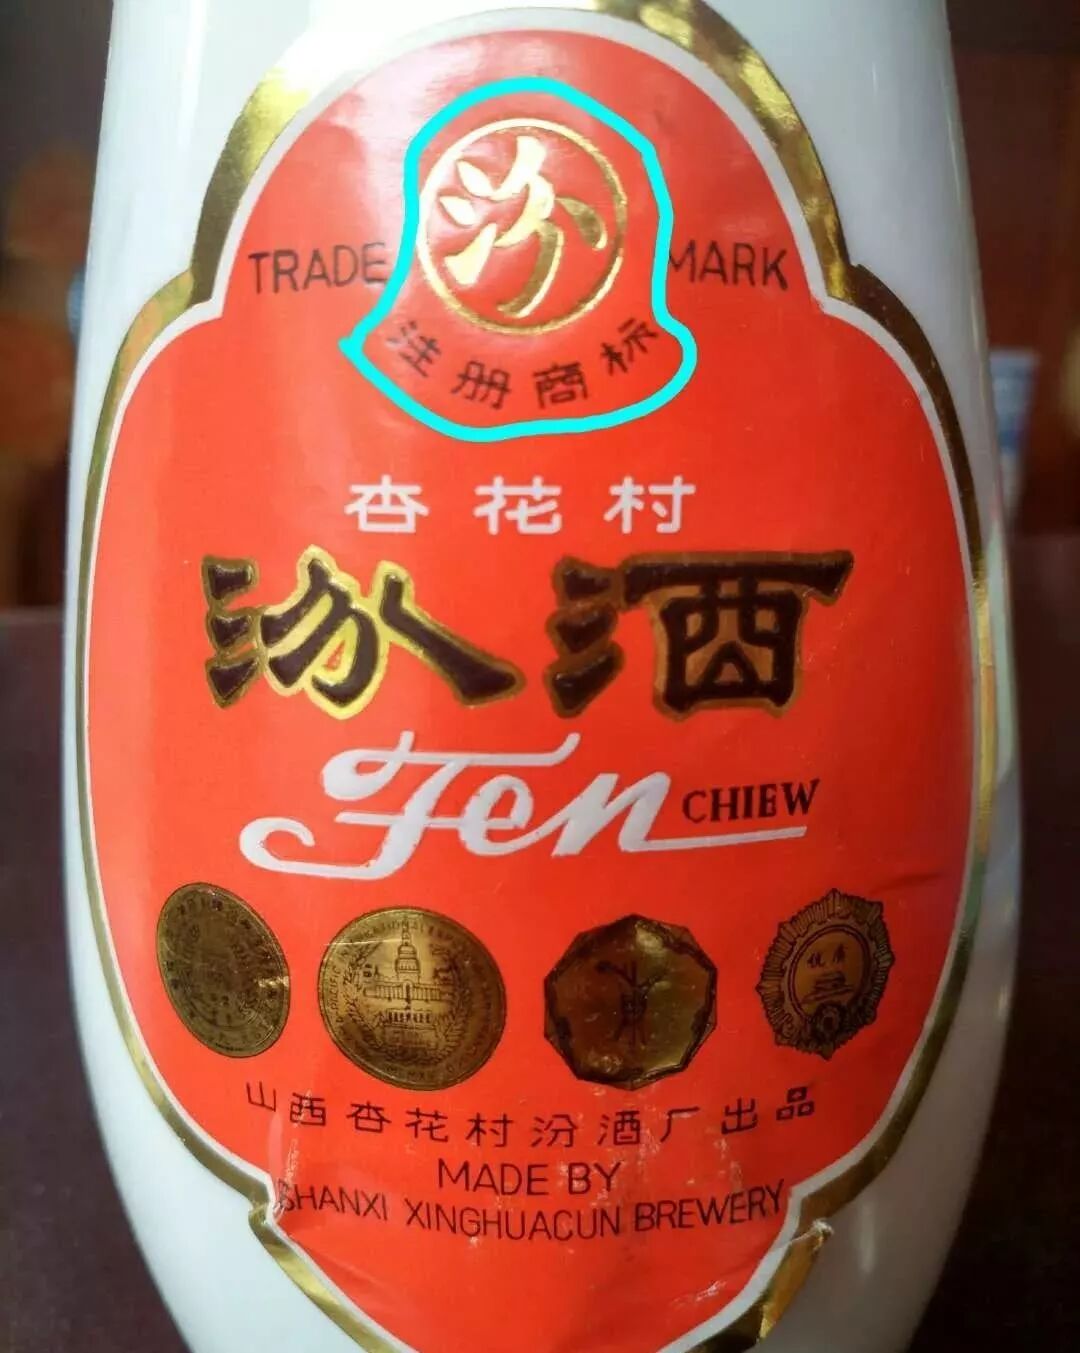 汾
TRADE MARK
注册商标
杏花村
汾酒
Fen CHIEW
山西杏花村汾酒厂出品
MADE BY
SHANXI XINGHUACUN BREWERY